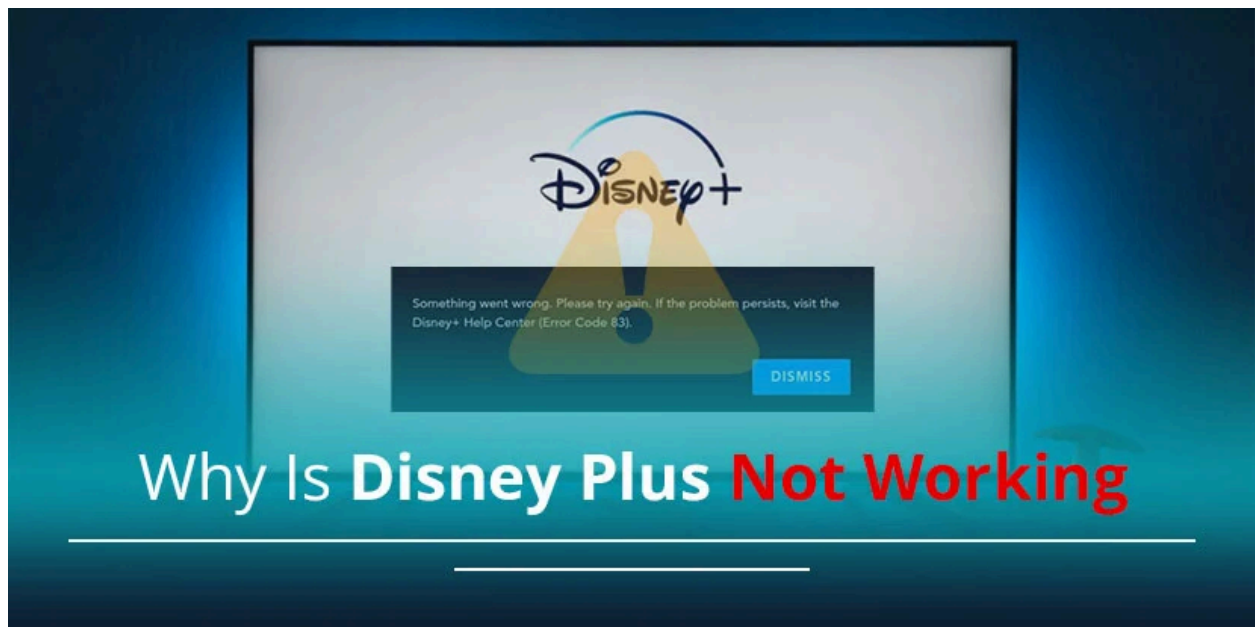 Disney+
Something went wrong. Please try again. If the problem persists, visit the
Disney+ Help Center (Error Code 83).
DISMISS
Why Is Disney Plus Not Working